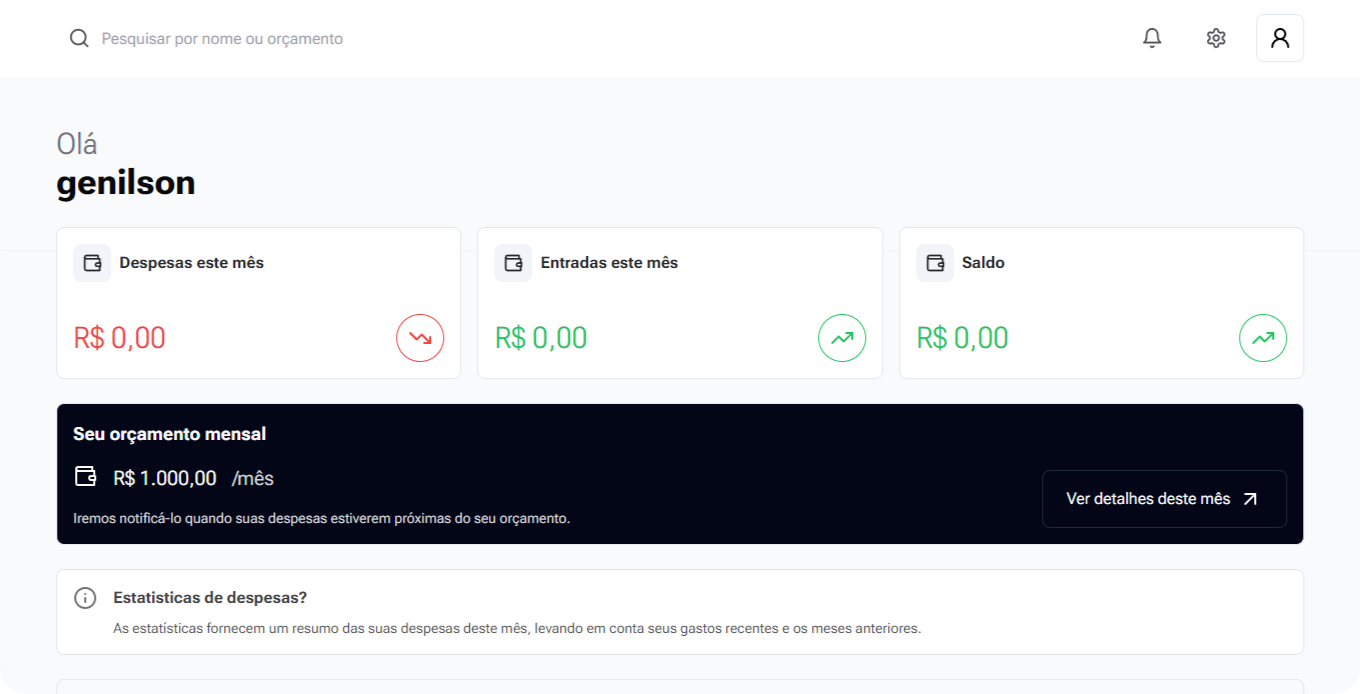 Pesquisar por nome ou orçamento
Olá
genilson
Despesas este mês
R$ 0,00
Entradas este mês
R$ 0,00
Saldo
R$ 0,00
Seu orçamento mensal
R$ 1.000,00 /mês
Iremos notificá-lo quando suas despesas estiverem próximas do seu orçamento.
Ver detalhes deste mês
Estatisticas de despesas?
As estatísticas fornecem um resumo das suas despesas deste mês, levando em conta seus gastos recentes e os meses anteriores.